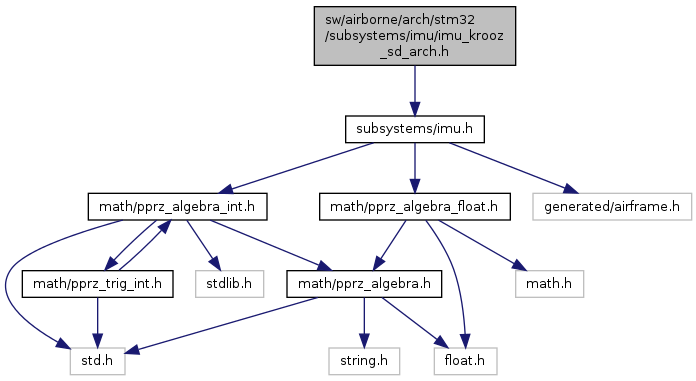 sw/airborne/arch/stm32
/subsystems/imu/imu_krooz
_sd_arch.h
subsystems/imu.h
math/pprz_algebra_int.h
math/pprz_algebra_float.h
generated/airframe.h
math/pprz_trig_int.h
stdlib.h
math/pprz_algebra.h
math.h
std.h
string.h
float.h